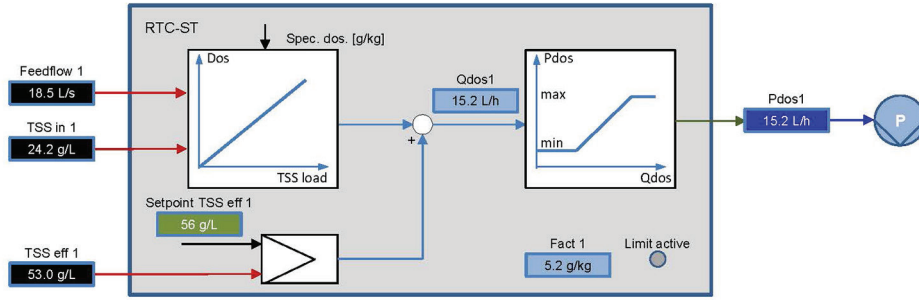 RTC-ST
Spec. dos. [g/kg]
Feedflow 1
18.5 L/s
TSS in 1
24.2 g/L
Dos
TSS load
Qdos1
15.2 L/h
+
Pdos
max
min
Qdos
Pdos1
15.2 L/h
P
Setpoint TSS eff 1
56 g/L
TSS eff 1
53.0 g/L
Fact 1
5.2 g/kg
Limit active